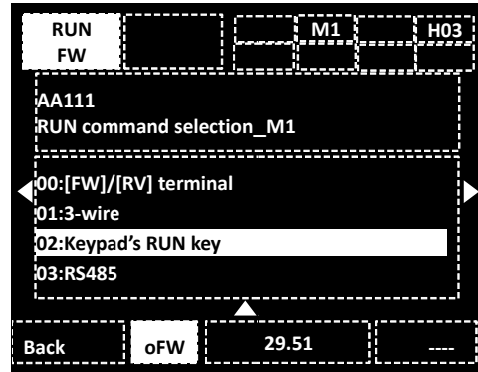 RUN
FW
M1
H03
AA111
RUN command selection_M1
00:[FW]/[RV] terminal
01:3-wire
02:Keypad's RUN key
03:RS485
Back oFW 29.51 ----